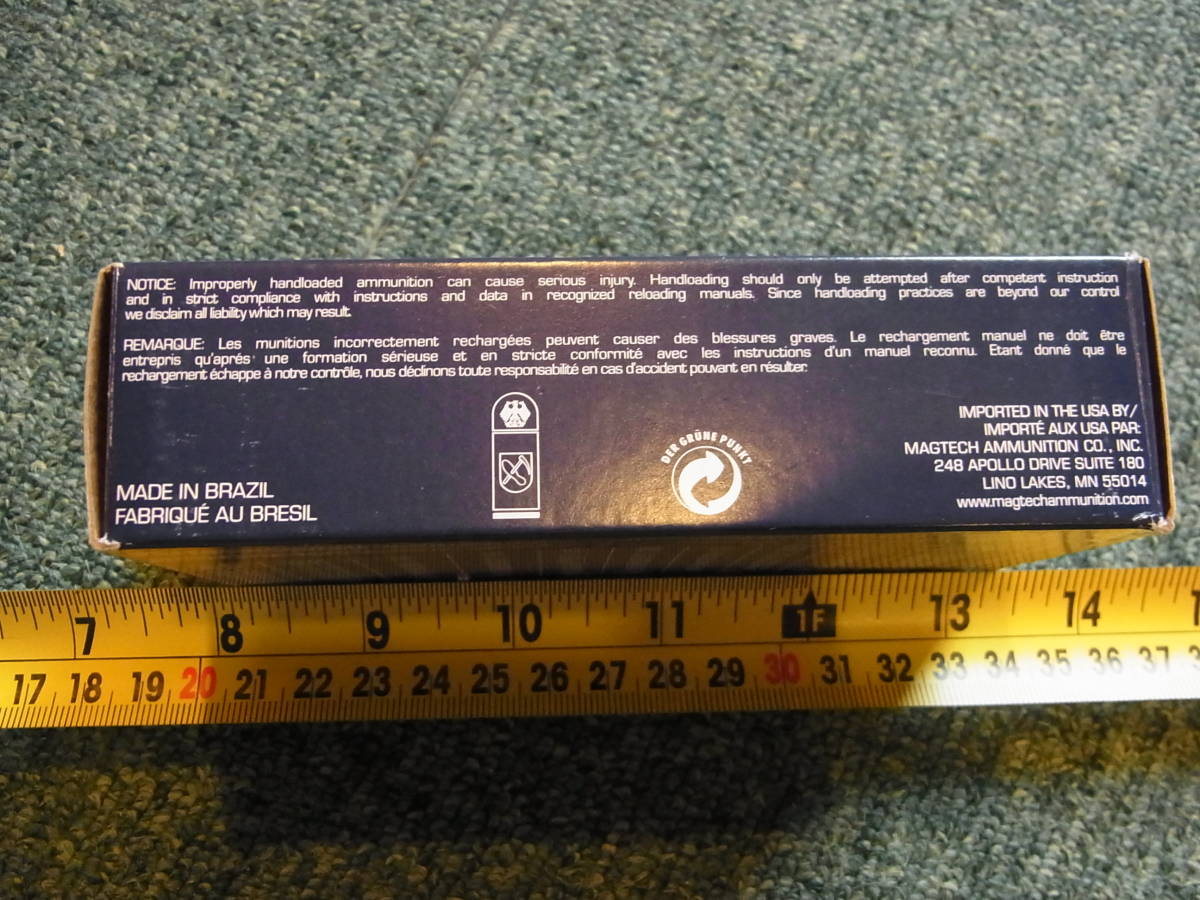 NOTICE: Improperly handloaded ammunition can cause serious injury. Handloading should only be attempted after competent instruction
and in strict compliance with instructions and data in recognized reloading manuals. Since handloading practices are beyond our control
we disclaim all liability which may result.
REMARQUE: Les munitions incorrectement rechargées peuvent causer des blessures graves. Le rechargement manuel ne doit être
entrepris qu'aprés une formation sérieuse et en stricte conformité avec les instructions d'un manuel reconnu. Etant donné que le
rechargement échappe à notre contrôle, nous déclinons toute responsabilité en cas d'accident pouvant en résulter.
MADE IN BRAZIL
FABRIQUÉ AU BRESIL
DER GRÜNE PUNKT
IMPORTED IN THE USA BY/
IMPORTÉ AUX USA PAR:
MAGTECH AMMUNITION CO., INC.
248 APOLLO DRIVE SUITE 180
LINO LAKES, MN 55014
www.magtechammunition.com
7 8 9 10 11 1F 13 14
17 18 19 20 21 22 23 24 25 26 27 28 29 30 31 32 33 34 35 36 37